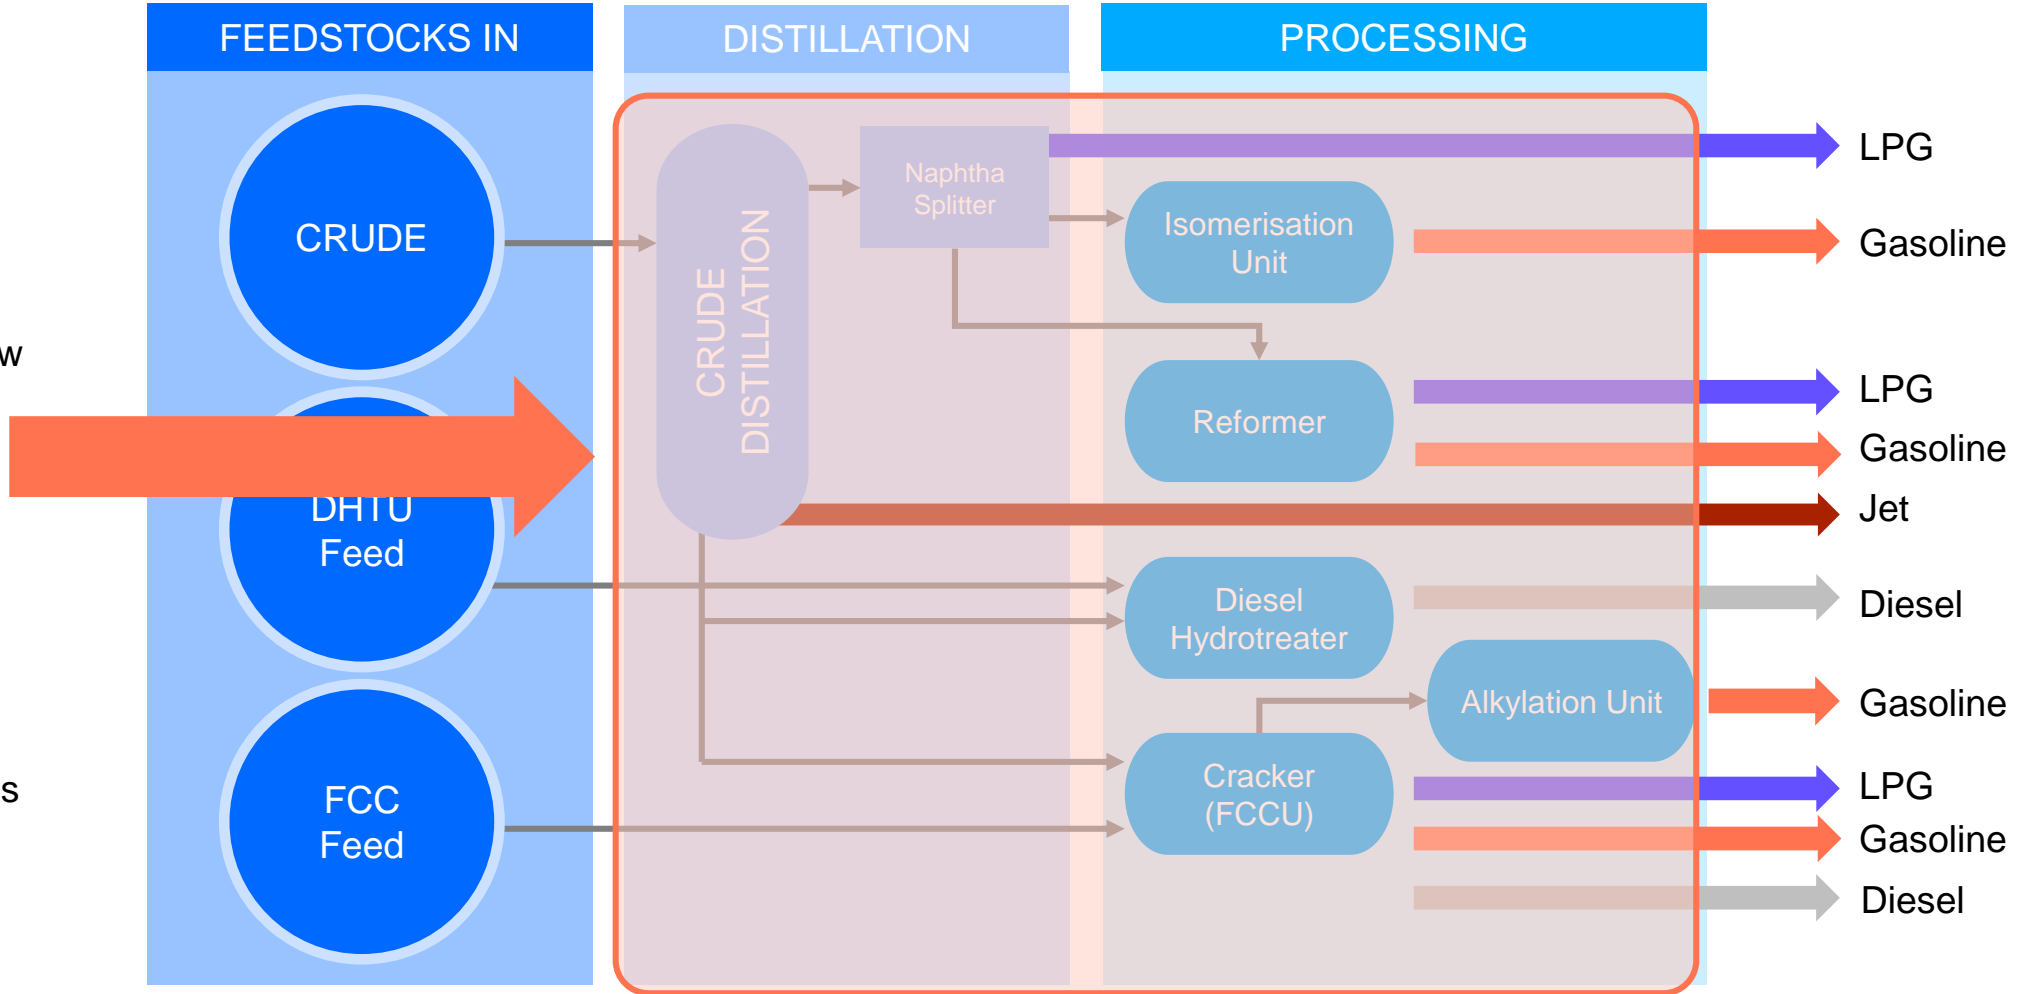 FEEDSTOCKS IN
DISTILLATION
PROCESSING
CRUDE
DHTU
Feed
FCC
Feed
CRUDE
DISTILLATION
Naphtha
Splitter
Isomerisation
Unit
Reformer
Diesel
Hydrotreater
Alkylation Unit
Cracker
(FCCU)
LPG
Gasoline
LPG
Gasoline
Jet
Diesel
Gasoline
LPG
Gasoline
Diesel